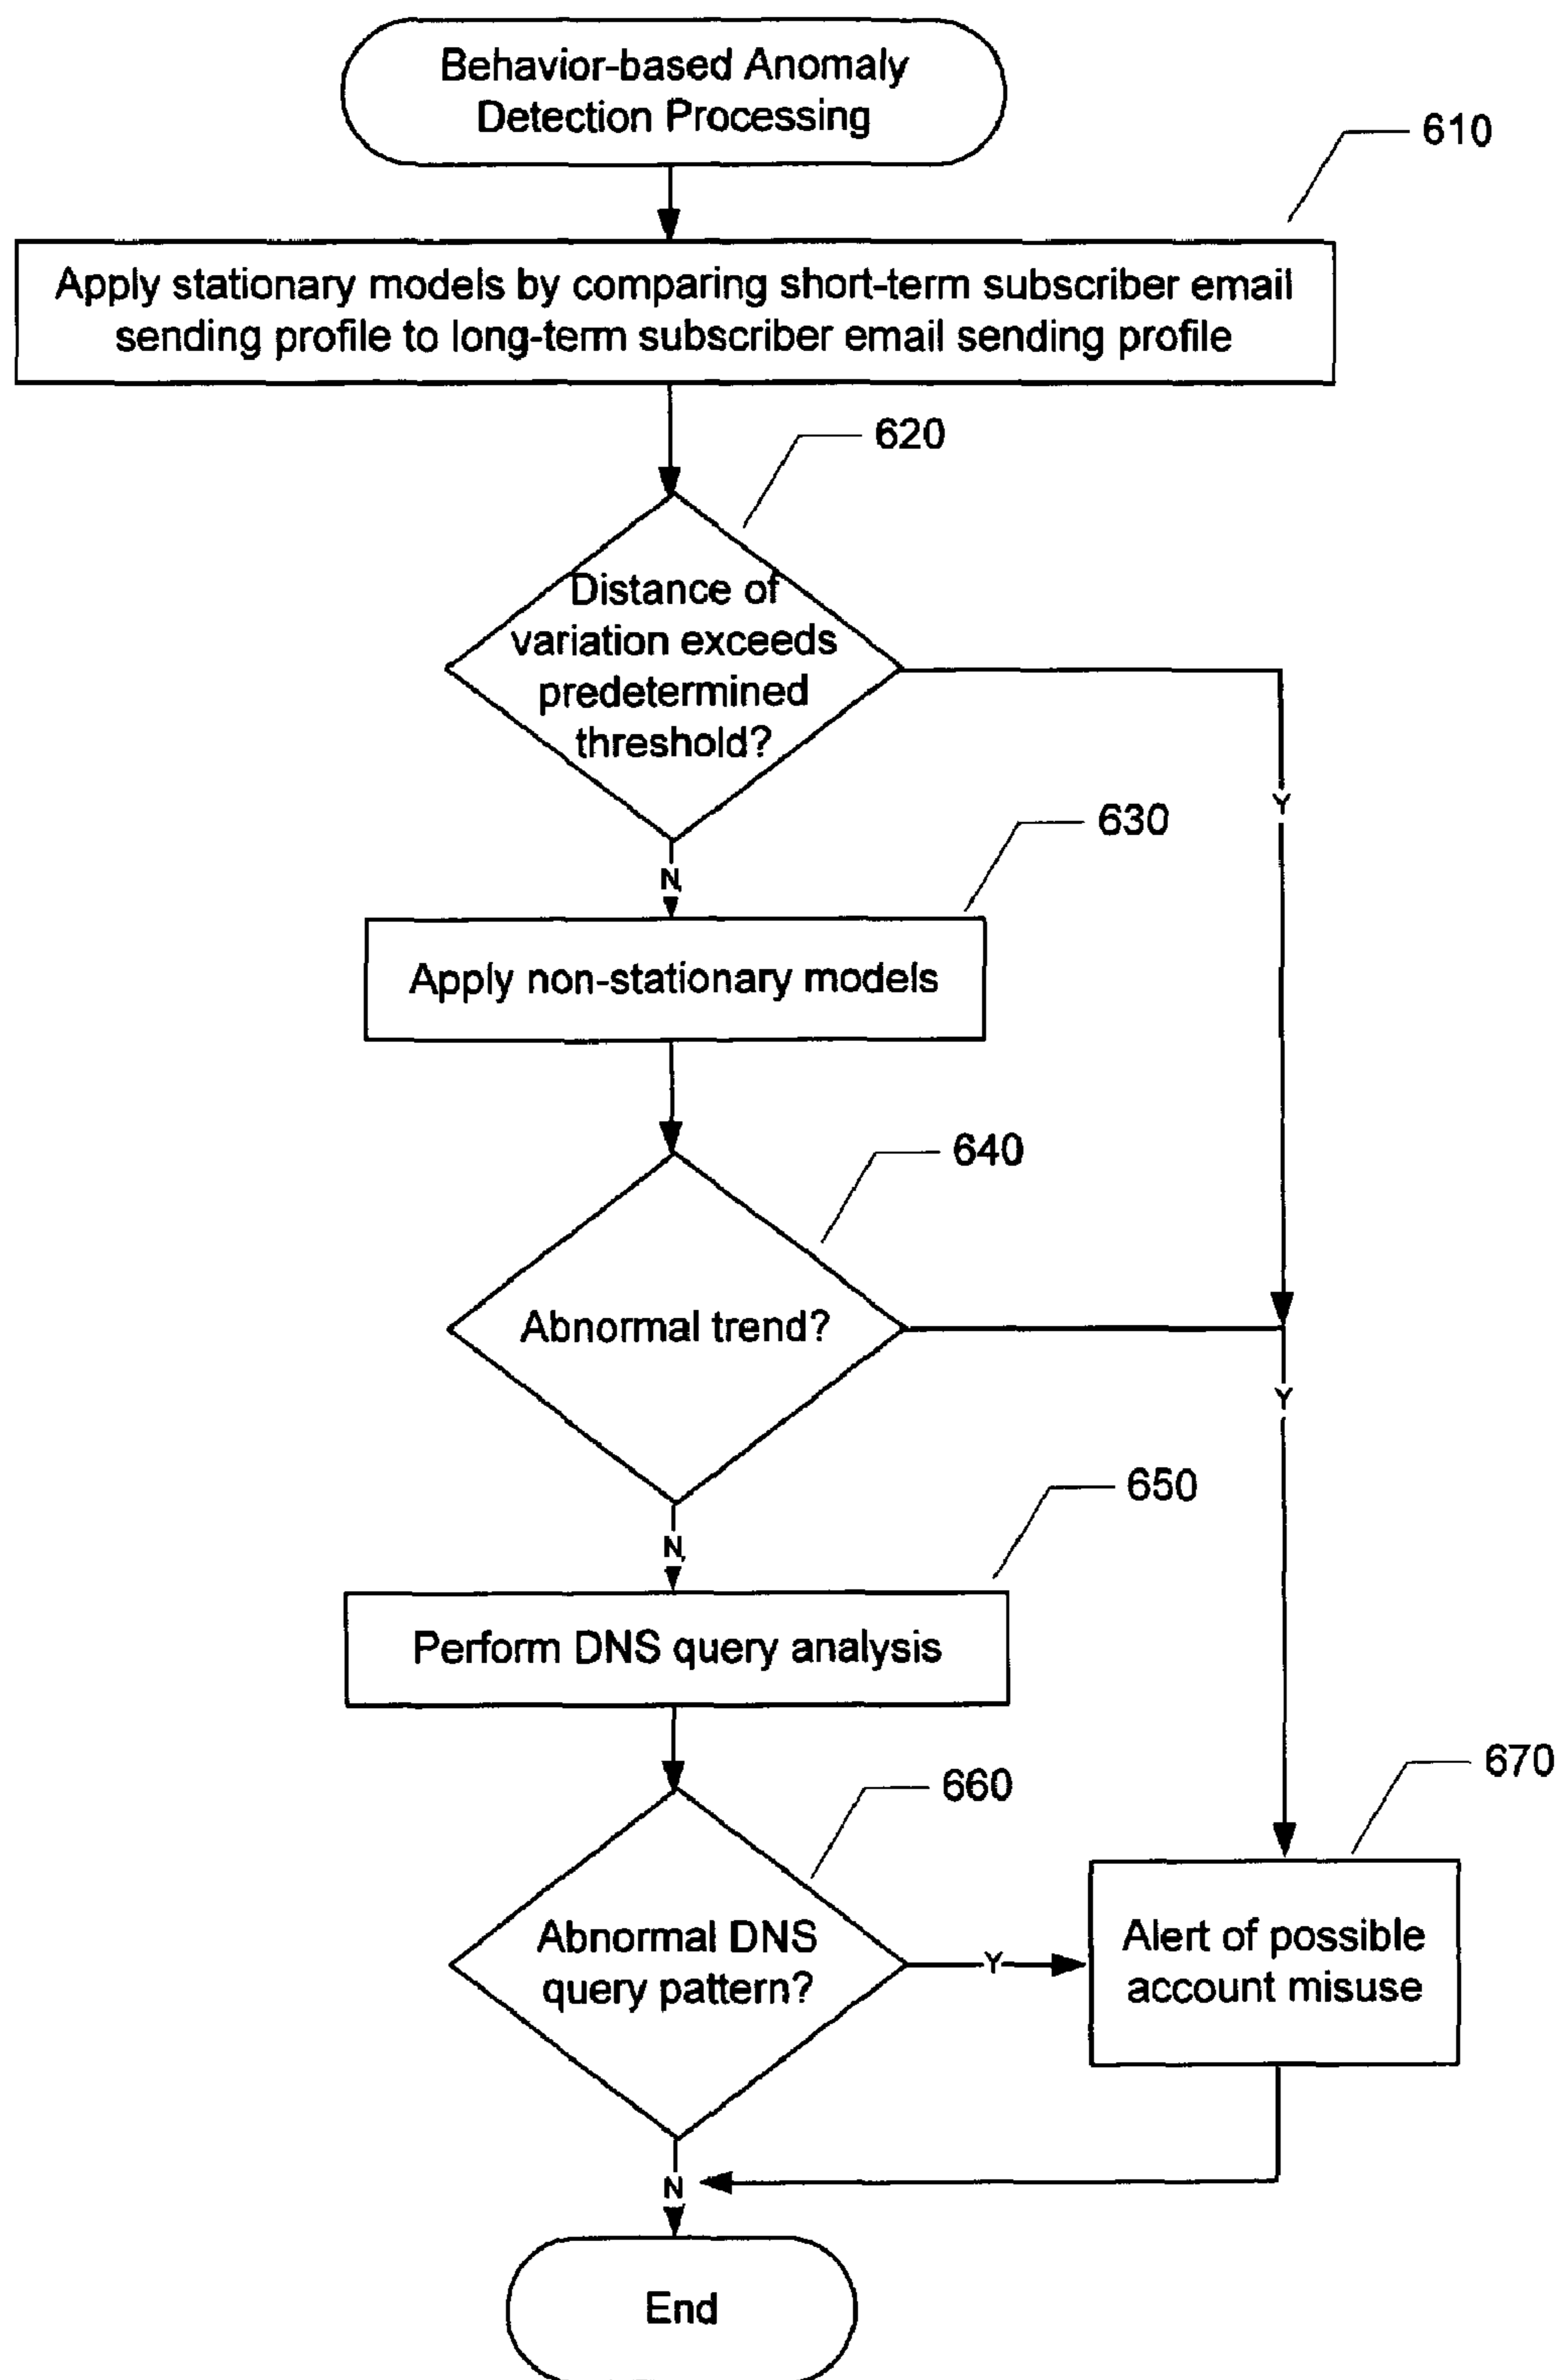 Behavior-based Anomaly
Detection Processing
610
Apply stationary models by comparing short-term subscriber email
sending profile to long-term subscriber email sending profile
620
Distance of
variation exceeds
predetermined
threshold?
Y
630
N
Apply non-stationary models
640
Abnormal trend?
Y
650
N
Perform DNS query analysis
660
670
Abnormal DNS
query pattern?
Y
Alert of possible
account misuse
N
End